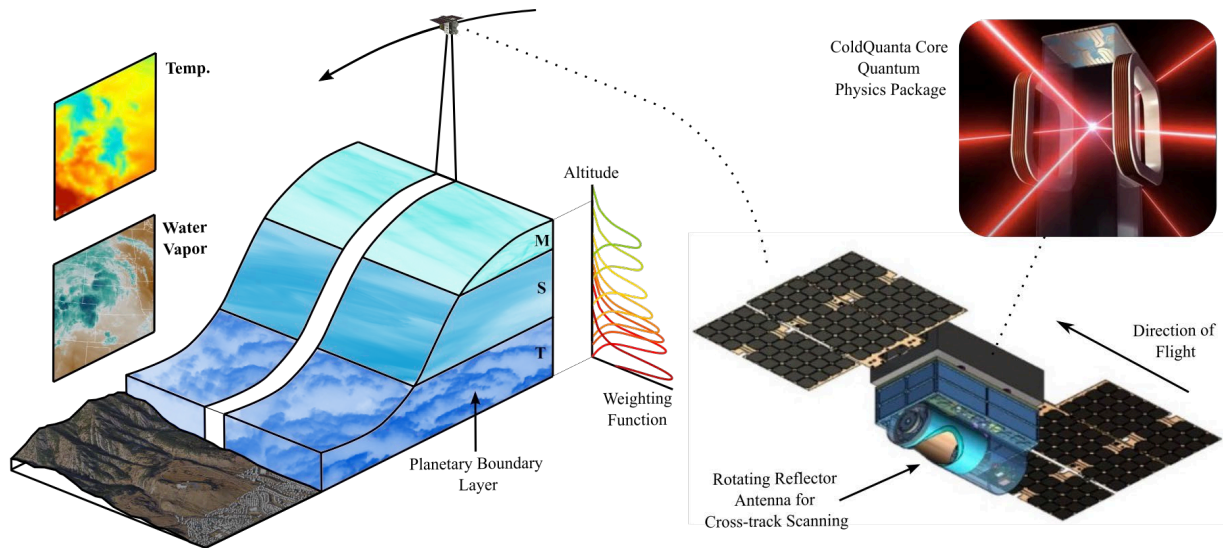 Temp.
Water
Vapor
M
S
T
Planetary Boundary
Layer
Altitude
Weighting
Function
ColdQuanta Core
Quantum
Physics Package
Direction of
Flight
Rotating Reflector
Antenna for
Cross-track Scanning